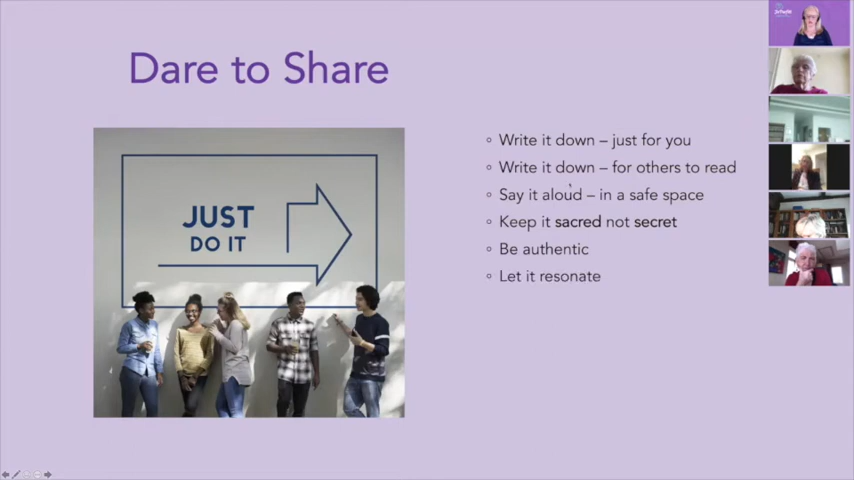 Dare to Share
JUST
DO IT
Write it down – just for you
Write it down – for others to read
Say it aloud – in a safe space
Keep it sacred not secret
Be authentic
Let it resonate